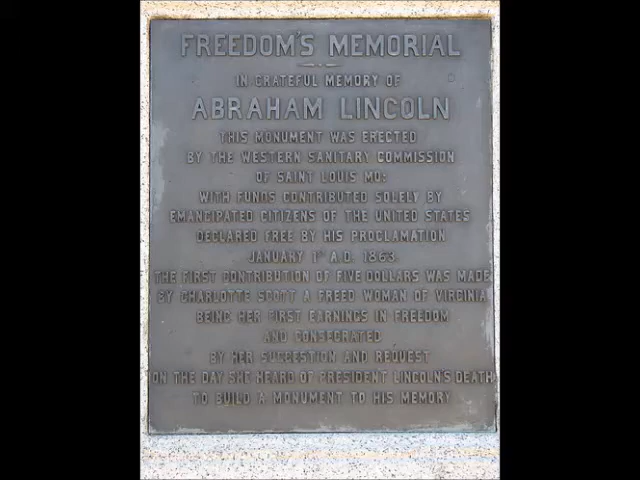 FREEDOM'S MEMORIAL
IN GRATEFUL MEMORY OF
ABRAHAM LINCOLN
THIS MONUMENT WAS ERECTED
BY THE WESTERN SANITARY COMMISSION
OF SAINT LOUIS MO:
WITH FUNDS CONTRIBUTED SOLELY BY
EMANCIPATED CITIZENS OF THE UNITED STATES
DECLARED FREE BY HIS PROCLAMATION
JANUARY 1ST A.D. 1863.
THE FIRST CONTRIBUTION OF FIVE DOLLARS WAS MADE
BY CHARLOTTE SCOTT A FREED WOMAN OF VIRGINIA
BEING HER FIRST EARNINGS IN FREEDOM
AND CONSECRATED
BY HER SUGGESTION AND REQUEST
ON THE DAY SHE HEARD OF PRESIDENT LINCOLN'S DEATH
TO BUILD A MONUMENT TO HIS MEMORY